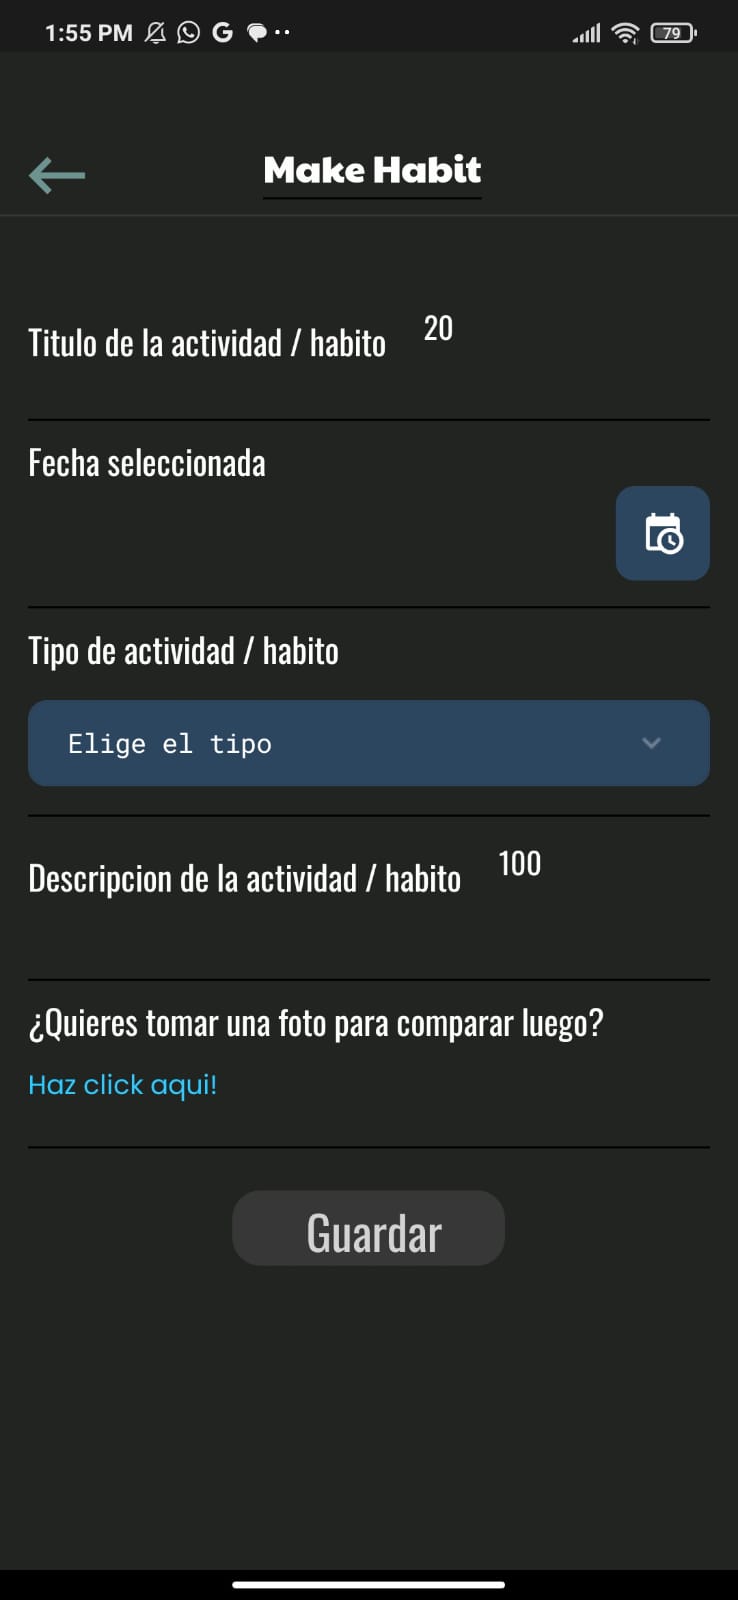 1:55 PM
79
Make Habit
Titulo de la actividad / habito 20
Fecha seleccionada
Tipo de actividad / habito
Elige el tipo
Descripcion de la actividad / habito 100
¿Quieres tomar una foto para comparar luego?
Haz click aqui!
Guardar